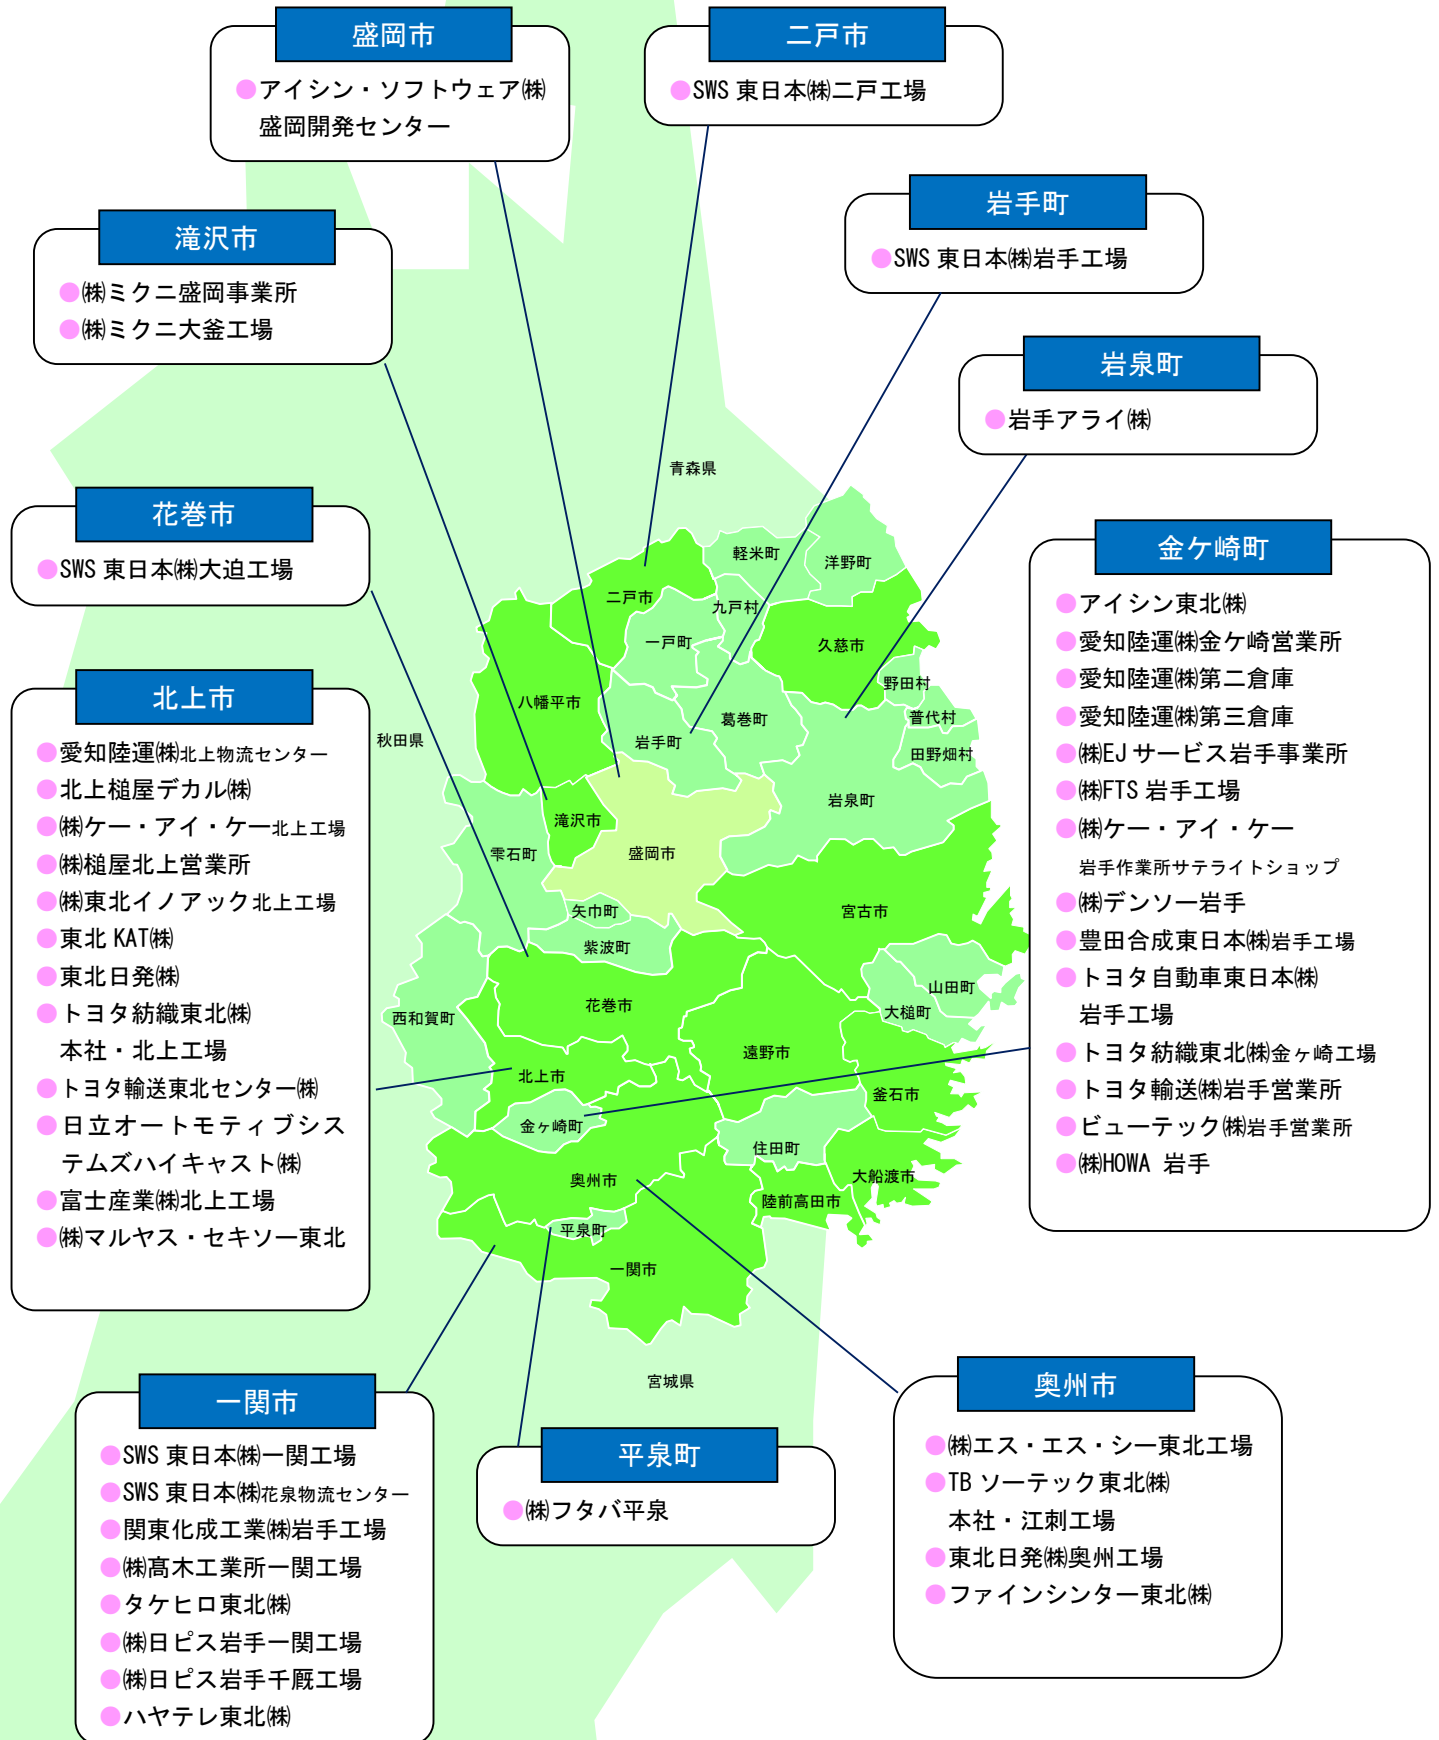 盛岡市
●アイシン・ソフトウェア㈱
盛岡開発センター
二戸市
●SWS 東日本㈱二戸工場
滝沢市
●㈱ミクニ盛岡事業所
●㈱ミクニ大釜工場
岩手町
●SWS 東日本㈱岩手工場
岩泉町
●岩手アライ㈱
花巻市
●SWS 東日本㈱大迫工場
北上市
●愛知陸運㈱北上物流センター
●北上槌屋デカル㈱
●㈱ケー・アイ・ケー北上工場
●㈱槌屋北上営業所
●㈱東北イノアック北上工場
●東北 KAT㈱
●東北日発㈱
●トヨタ紡織東北㈱
本社・北上工場
●トヨタ輸送東北センター㈱
●日立オートモティブシス
テムズハイキャスト㈱
●富士産業㈱北上工場
●㈱マルヤス・セキソー東北
金ケ崎町
●アイシン東北㈱
●愛知陸運㈱金ケ崎営業所
●愛知陸運㈱第二倉庫
●愛知陸運㈱第三倉庫
●㈱EJ サービス岩手事業所
●㈱FTS 岩手工場
●㈱ケー・アイ・ケー
岩手作業所サテライトショップ
●㈱デンソー岩手
●豊田合成東日本㈱岩手工場
●トヨタ自動車東日本㈱
岩手工場
●トヨタ紡織東北㈱金ヶ崎工場
●トヨタ輸送㈱岩手営業所
●ビューテック㈱岩手営業所
●㈱HOWA 岩手
青森県
軽米町
洋野町
二戸市
九戸村
一戸町
久慈市
野田村
八幡平市
普代村
葛巻町
秋田県
岩手町
田野畑村
岩泉町
滝沢市
盛岡市
雫石町
矢巾町
宮古市
紫波町
山田町
花巻市
大槌町
西和賀町
遠野市
北上市
釜石市
金ヶ崎町
住田町
奥州市
大船渡市
陸前高田市
平泉町
一関市
宮城県
一関市
●SWS 東日本㈱一関工場
●SWS 東日本㈱花泉物流センター
●関東化成工業㈱岩手工場
●㈱髙木工業所一関工場
●タケヒロ東北㈱
●㈱日ピス岩手一関工場
●㈱日ピス岩手千厩工場
●ハヤテレ東北㈱
平泉町
●㈱フタバ平泉
奥州市
●㈱エス・エス・シー東北工場
●TB ソーテック東北㈱
本社・江刺工場
●東北日発㈱奥州工場
●ファインシンター東北㈱